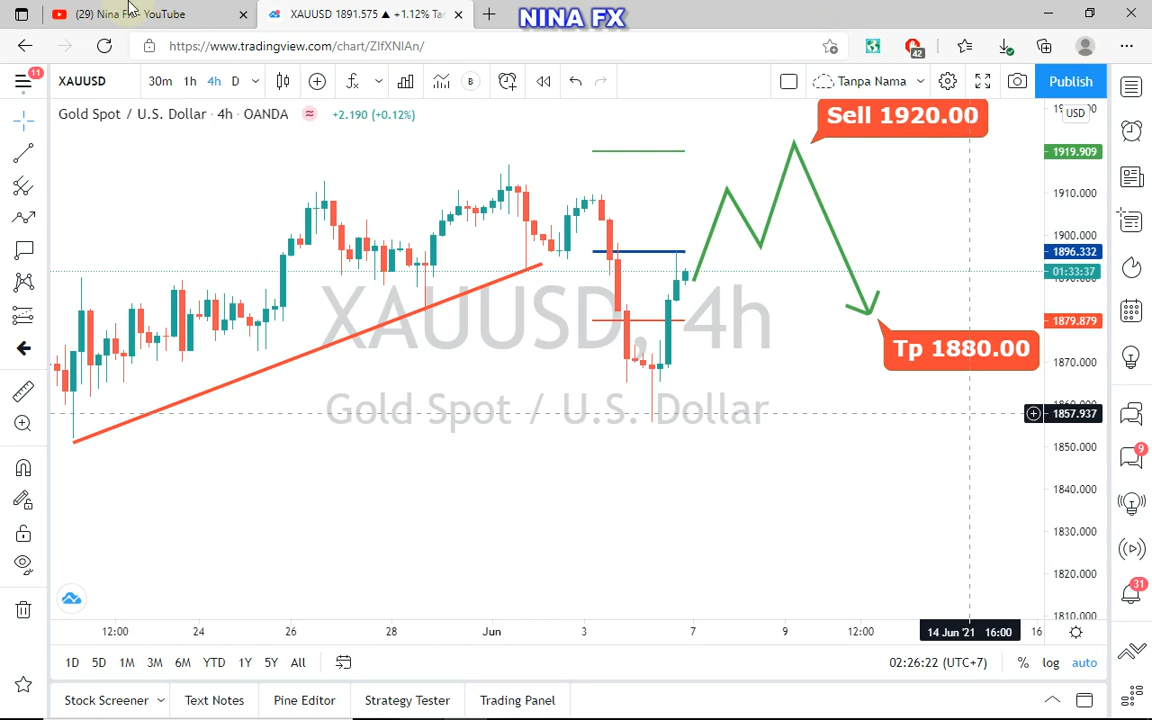 (29) Nina FX - YouTube
XAUUSD 1891.575 ▲ +1.12% Ta
NINA FX
https://www.tradingview.com/chart/ZIfXNIAn/
42
11
XAUUSD
30m 1h 4h D
B
Tanpa Nama
Publish
Gold Spot / U.S. Dollar · 4h · OANDA
+2.190 (+0.12%)
USD
Sell 1920.00
1919.909
1910.000
1900.000
1896.332
01:33:37
1879.879
Tp 1880.00
1870.000
XAUUSD, 4h
Gold Spot / U.S. Dollar
1857.937
1850.000
1840.000
1830.000
1820.000
1810.000
9
31
12:00 24 26 28 Jun 3 7 9 12:00 14 Jun '21 16:00 16
1D 5D 1M 3M 6M YTD 1Y 5Y All
02:26:22 (UTC+7) % log auto
Stock Screener Text Notes Pine Editor Strategy Tester Trading Panel